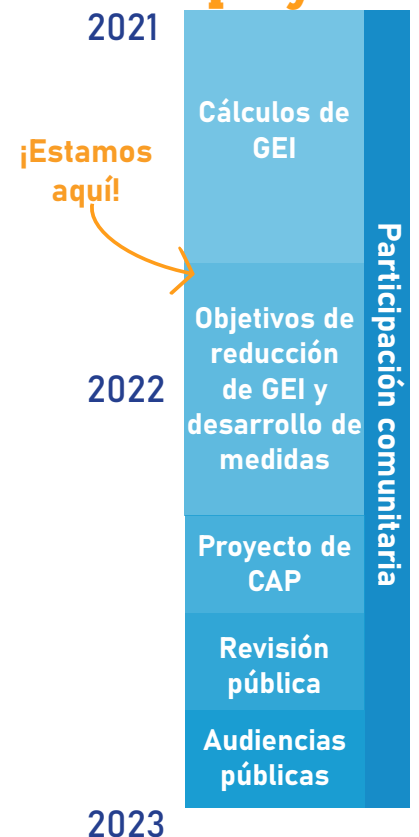 2021
Cálculos de
GEI
¡Estamos
aquí!
Objetivos de
reducción
de GEI y
desarrollo de
medidas
2022
Proyecto de
CAP
Revisión
pública
Audiencias
públicas
2023
Participación comunitaria